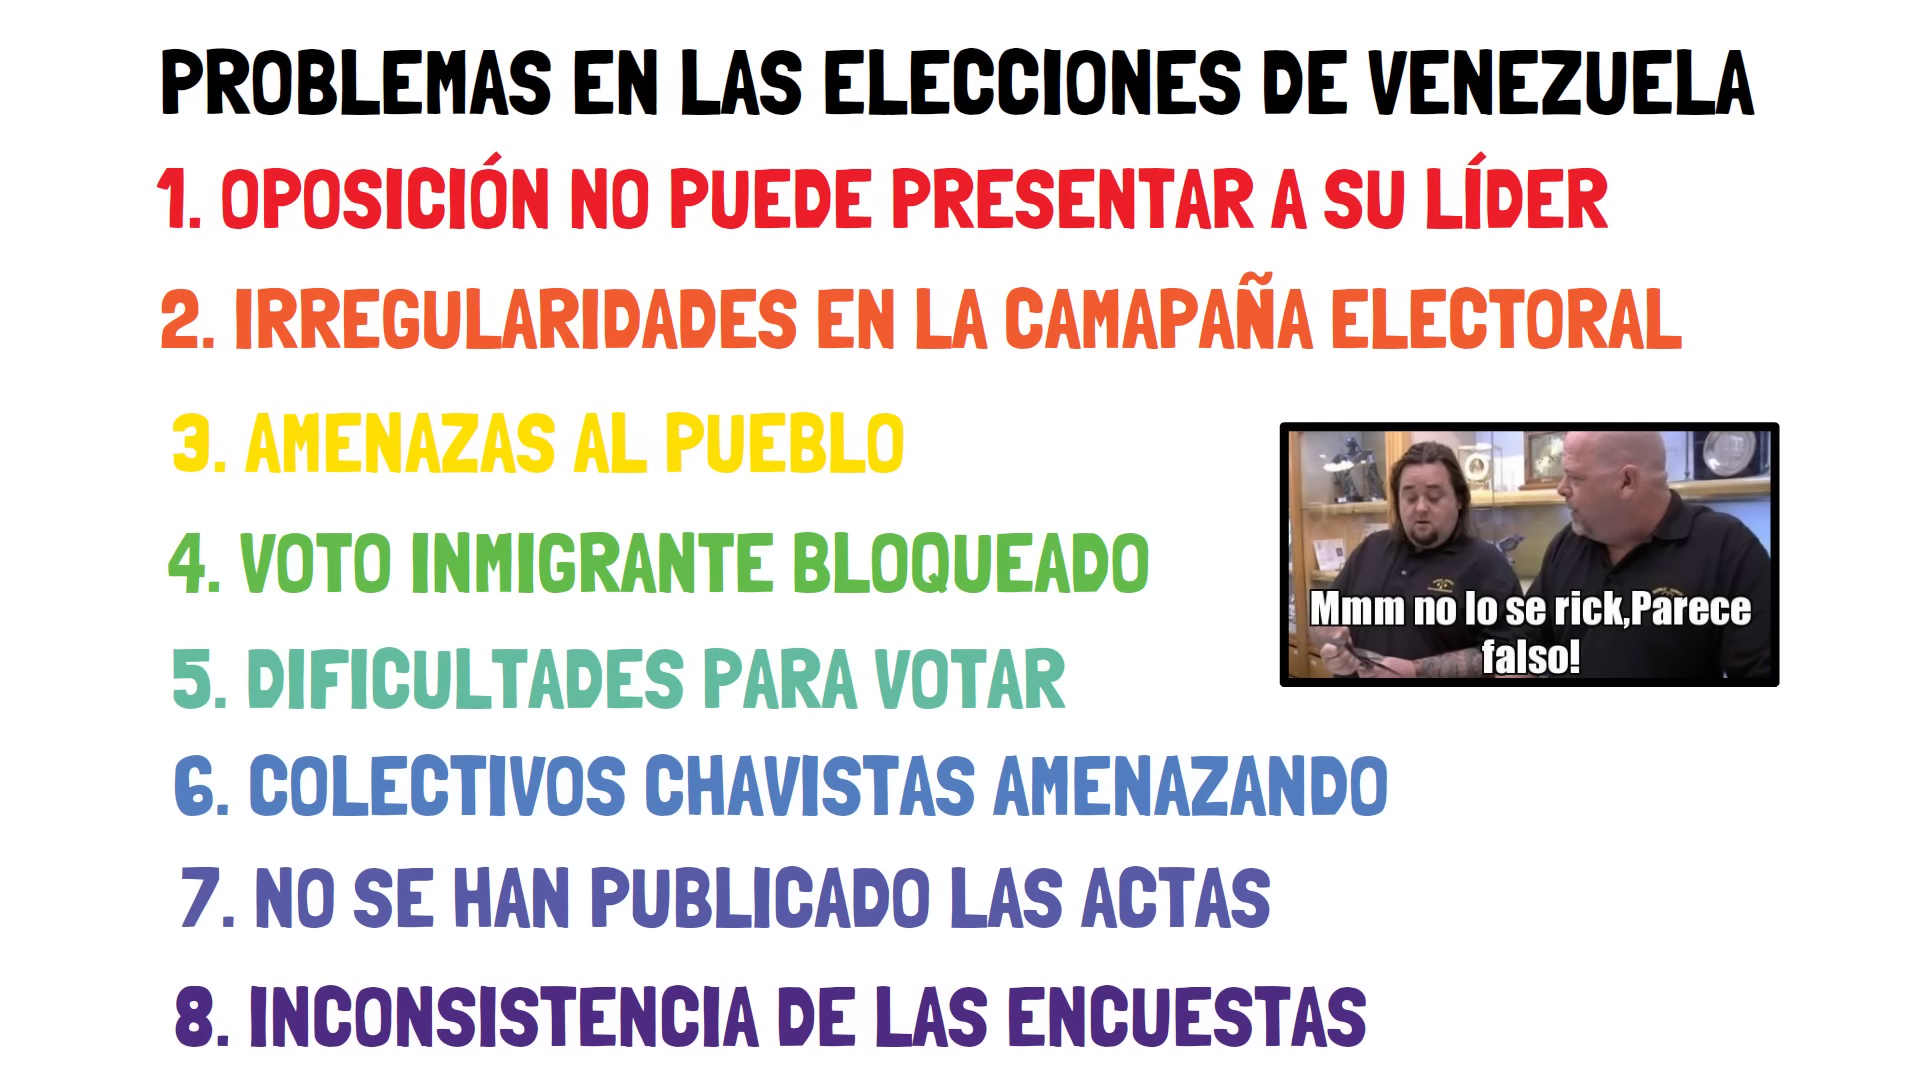 PROBLEMAS EN LAS ELECCIONES DE VENEZUELA
1. OPOSICIÓN NO PUEDE PRESENTAR A SU LÍDER
2. IRREGULARIDADES EN LA CAMAPAÑA ELECTORAL
3. AMENAZAS AL PUEBLO
4. VOTO INMIGRANTE BLOQUEADO
Mmm no lo se rick,Parece
falso!
5. DIFICULTADES PARA VOTAR
6. COLECTIVOS CHAVISTAS AMENAZANDO
7. NO SE HAN PUBLICADO LAS ACTAS
8. INCONSISTENCIA DE LAS ENCUESTAS